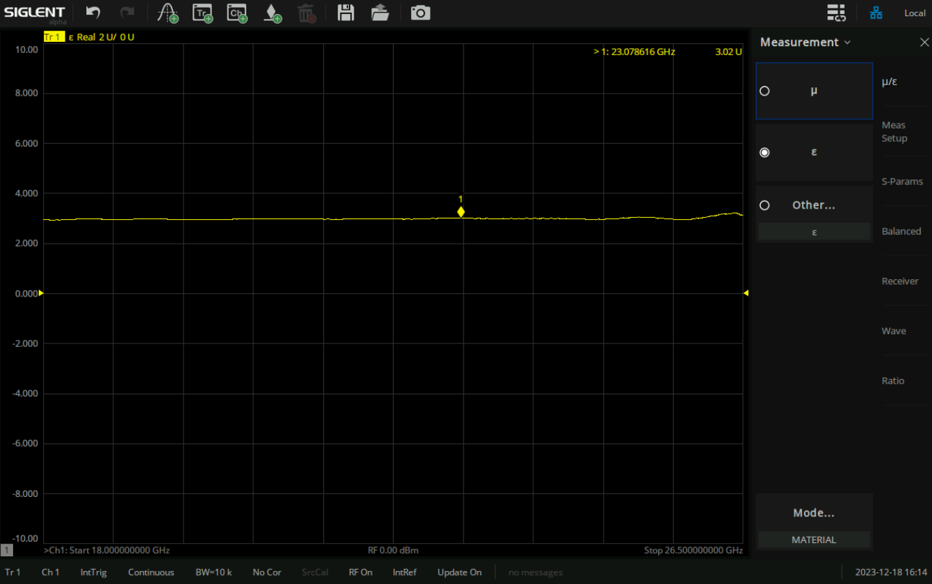 SIGLENT
alpha
Tr+
Ch+
Local
Tr 1 ε Real 2 U/ 0 U
> 1: 23.078616 GHz 3.02 U
10.00
8.000
6.000
4.000
2.000
0.000
-2.000
-4.000
-6.000
-8.000
-10.00
1
1
>Ch1: Start 18.000000000 GHz RF 0.00 dBm Stop 26.500000000 GHz
Measurement
μ
ε
Other...
ε
Mode...
MATERIAL
μ/ε
Meas
Setup
S-Params
Balanced
Receiver
Wave
Ratio
Tr 1 Ch 1 IntTrig Continuous BW=10 k No Cor SrcCal RF On IntRef Update On no messages 2023-12-18 16:14